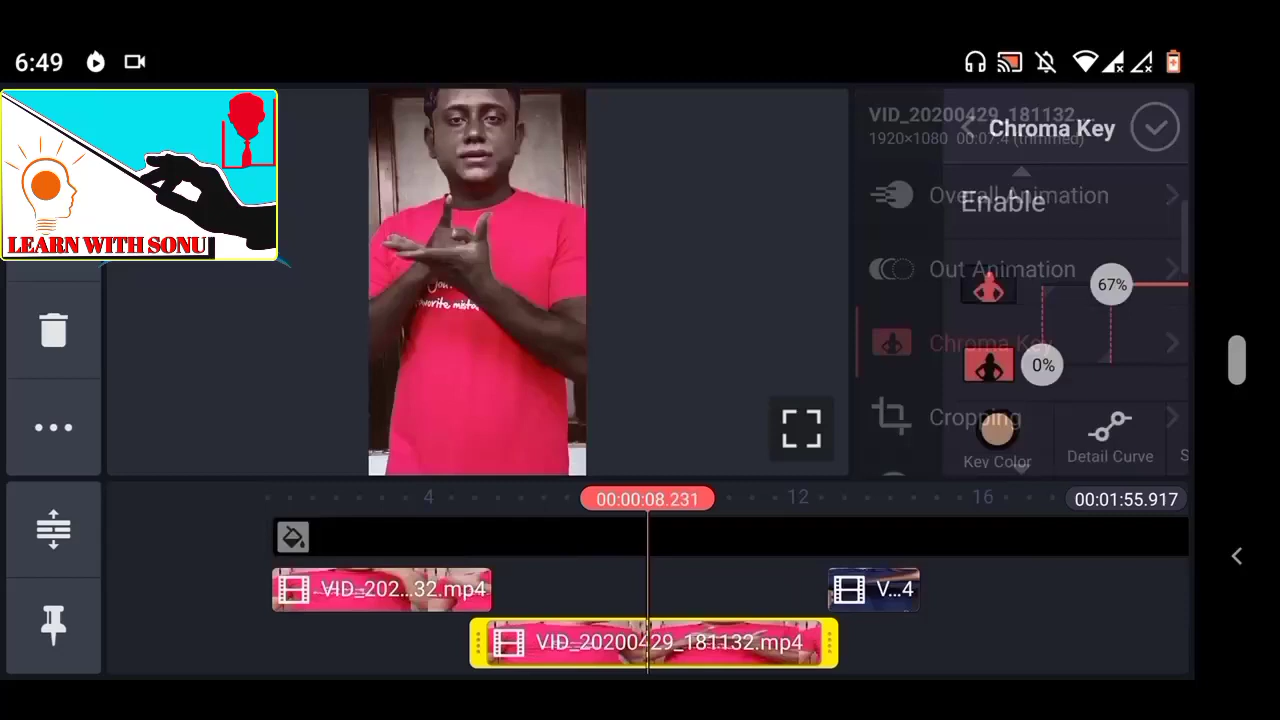 6:49
LEARN WITH SONU
VID_20200429_181132...
1920×1080 00:07:4 (trimmed)
Chroma Key
Overall Animation
Enable
Out Animation
67%
Chroma Key
0%
Cropping
Key Color
Detail Curve
S
favorite mista
4
00:00:08.231
12
16
00:01:55.917
VID_202...32.mp4
V...4
VID_20200429_181132.mp4